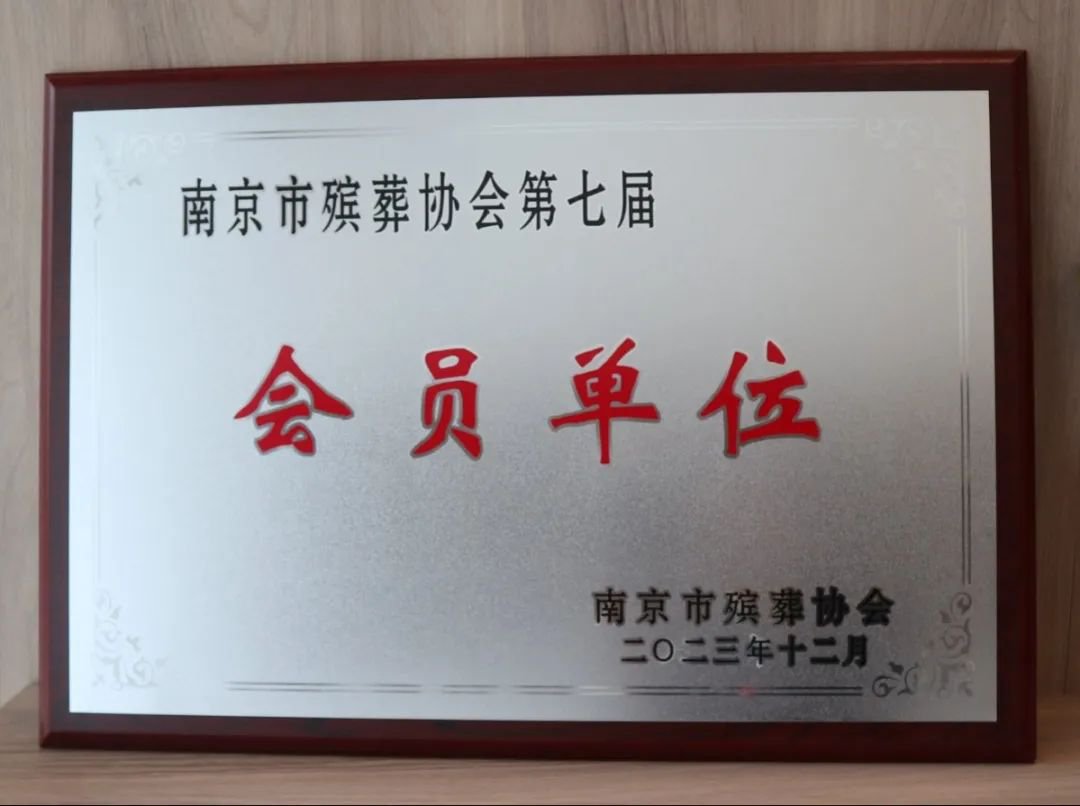 南京市殡葬协会第七届
会员单位
南京市殡葬协会
二〇二三年十二月